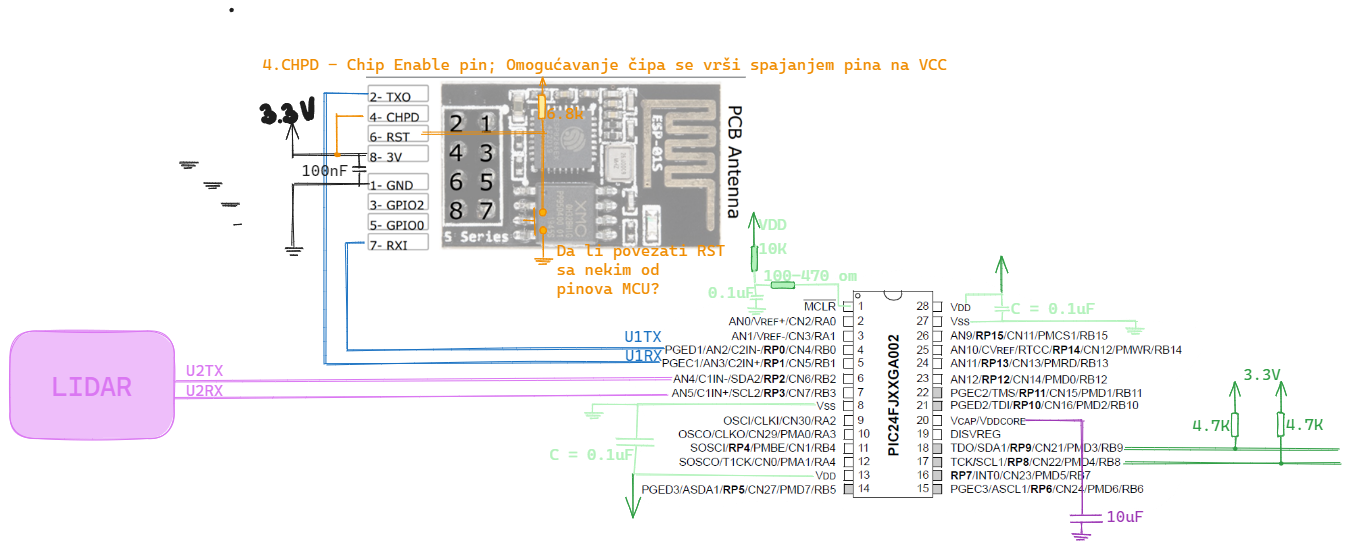 4.CHPD - Chip Enable pin; Omogućavanje čipa se vrši spajanjem pina na VCC
3.3V
2- TXO
4- CHPD
6- RST
8- 3V
100nF
1- GND
3- GPIO2
5- GPIO0
7- RXI
2 1
4 3
6 5
8 7
S Series
6.8k
ESP-01S
PCB Antenna
Da li povezati RST
sa nekim od
pinova MCU?
VDD
10K
100-470 om
0.1uF
C = 0.1uF
U1TX
U1RX
LIDAR
U2TX
U2RX
C = 0.1uF
PIC24FJXXGA002
MCLR 1
AN0/VREF+/CN2/RA0 2
AN1/VREF-/CN3/RA1 3
PGED1/AN2/C2IN-/RP0/CN4/RB0 4
PGEC1/AN3/C2IN+/RP1/CN5/RB1 5
AN4/C1IN-/SDA2/RP2/CN6/RB2 6
AN5/C1IN+/SCL2/RP3/CN7/RB3 7
Vss 8
OSCI/CLKI/CN30/RA2 9
OSCO/CLKO/CN29/PMA0/RA3 10
SOSCI/RP4/PMBE/CN1/RB4 11
SOSCO/T1CK/CN0/PMA1/RA4 12
VDD 13
PGED3/ASDA1/RP5/CN27/PMD7/RB5 14
28 VDD
27 Vss
26 AN9/RP15/CN11/PMCS1/RB15
25 AN10/CVREF/RTCC/RP14/CN12/PMWR/RB14
24 AN11/RP13/CN13/PMRD/RB13
23 AN12/RP12/CN14/PMD0/RB12
22 PGEC2/TMS/RP11/CN15/PMD1/RB11
21 PGED2/TDI/RP10/CN16/PMD2/RB10
20 VCAP/VDDCORE
19 DISVREG
18 TDO/SDA1/RP9/CN21/PMD3/RB9
17 TCK/SCL1/RP8/CN22/PMD4/RB8
16 RP7/INT0/CN23/PMD5/RB7
15 PGEC3/ASCL1/RP6/CN24/PMD6/RB6
3.3V
4.7K
4.7K
10uF